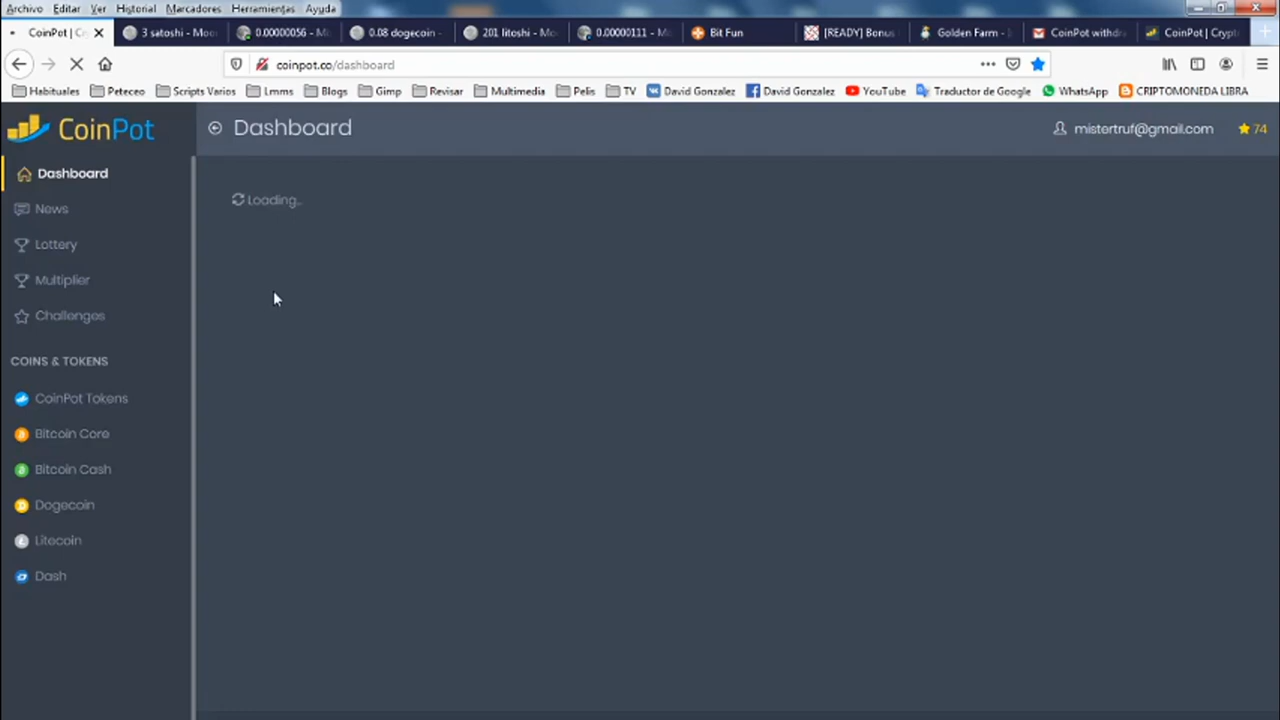 Archivo Editar Ver Historial Marcadores Herramientas Ayuda
CoinPot | Cr 3 satoshi - Moo 0.00000056 - M 0.08 dogecoin - 201 litoshi - Mo 0.00000111 - M Bit Fun [READY] Bonus Golden Farm - CoinPot withdr CoinPot | Crypt
coinpot.co/dashboard
Habituales Peteceo Scripts Varios Lmms Blogs Gimp Revisar Multimedia Pelis TV David Gonzalez David Gonzalez YouTube Traductor de Google WhatsApp CRIPTOMONEDA LIBRA
CoinPot
Dashboard
mistertruf@gmail.com 74
Dashboard
Loading..
News
Lottery
Multiplier
Challenges
COINS & TOKENS
CoinPot Tokens
Bitcoin Core
Bitcoin Cash
Dogecoin
Litecoin
Dash